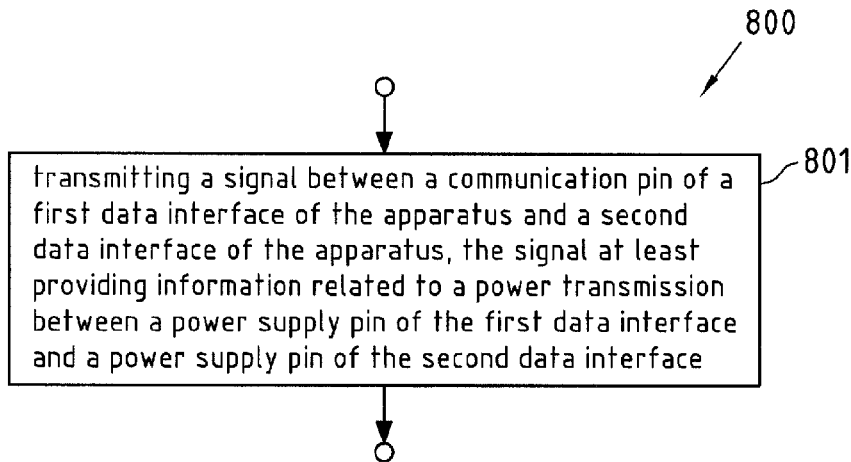 800
801
transmitting a signal between a communication pin of a
first data interface of the apparatus and a second
data interface of the apparatus, the signal at least
providing information related to a power transmission
between a power supply pin of the first data interface
and a power supply pin of the second data interface